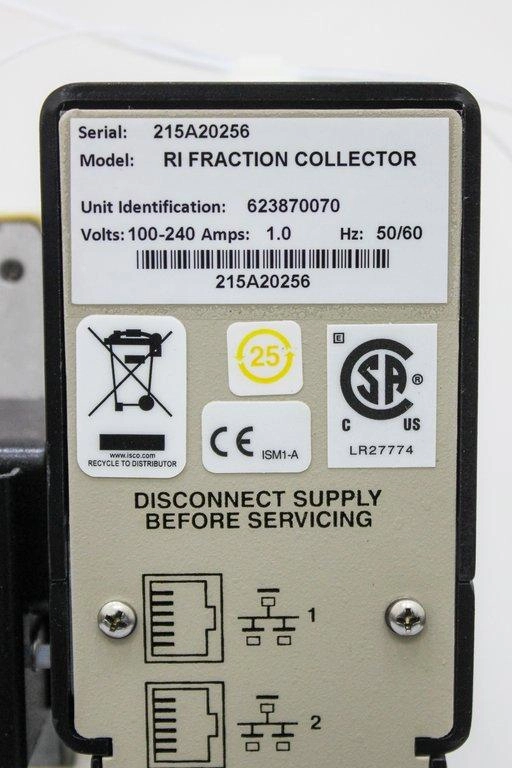 Serial: 215A20256
Model: RI FRACTION COLLECTOR
Unit Identification: 623870070
Volts: 100-240 Amps: 1.0 Hz: 50/60
215A20256
25
E
SA
®
C US
LR27774
CE ISM1-A
www.isco.com
RECYCLE TO DISTRIBUTOR
DISCONNECT SUPPLY
BEFORE SERVICING
1
2